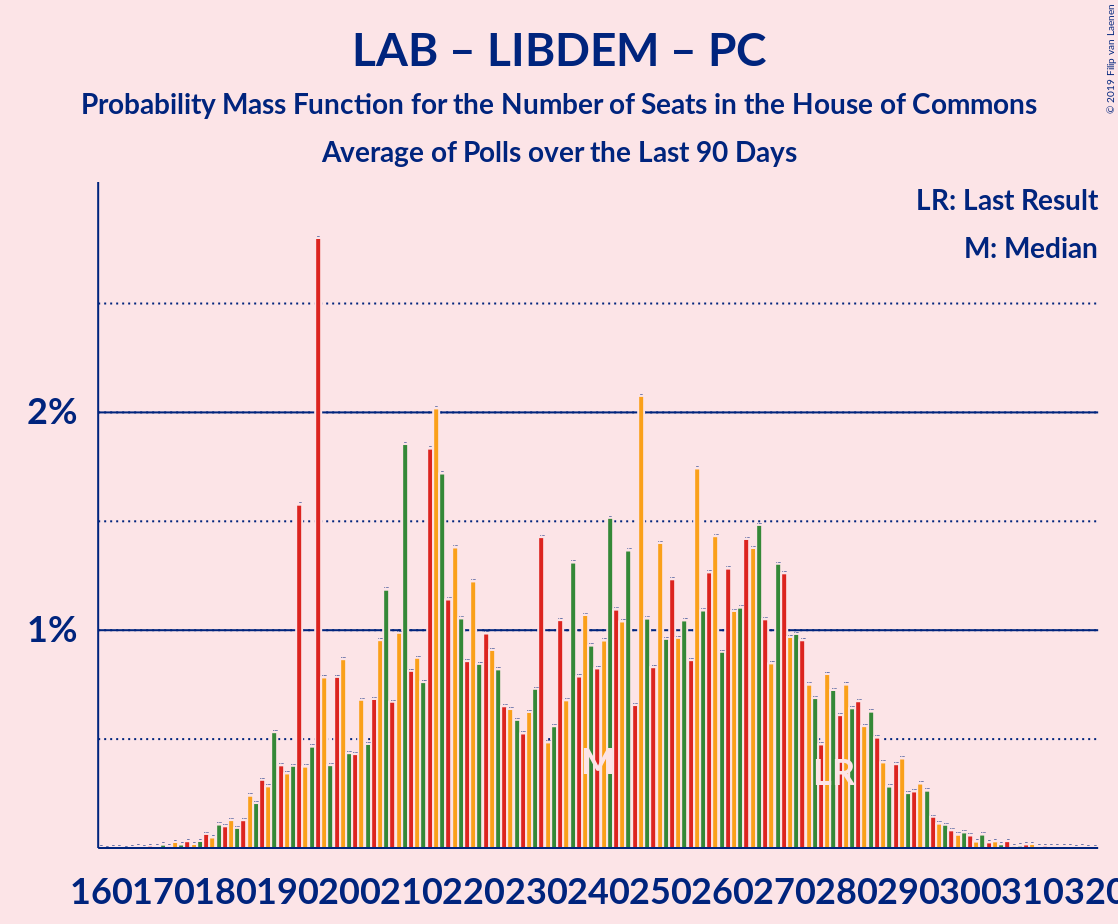 LAB – LIBDEM – PC
Probability Mass Function for the Number of Seats in the House of Commons
Average of Polls over the Last 90 Days
© 2019 Filip van Laenen
LR: Last Result
M: Median
2%
1%
M
LR
160 170 180 190 200 210 220 230 240 250 260 270 280 290 300 310 320